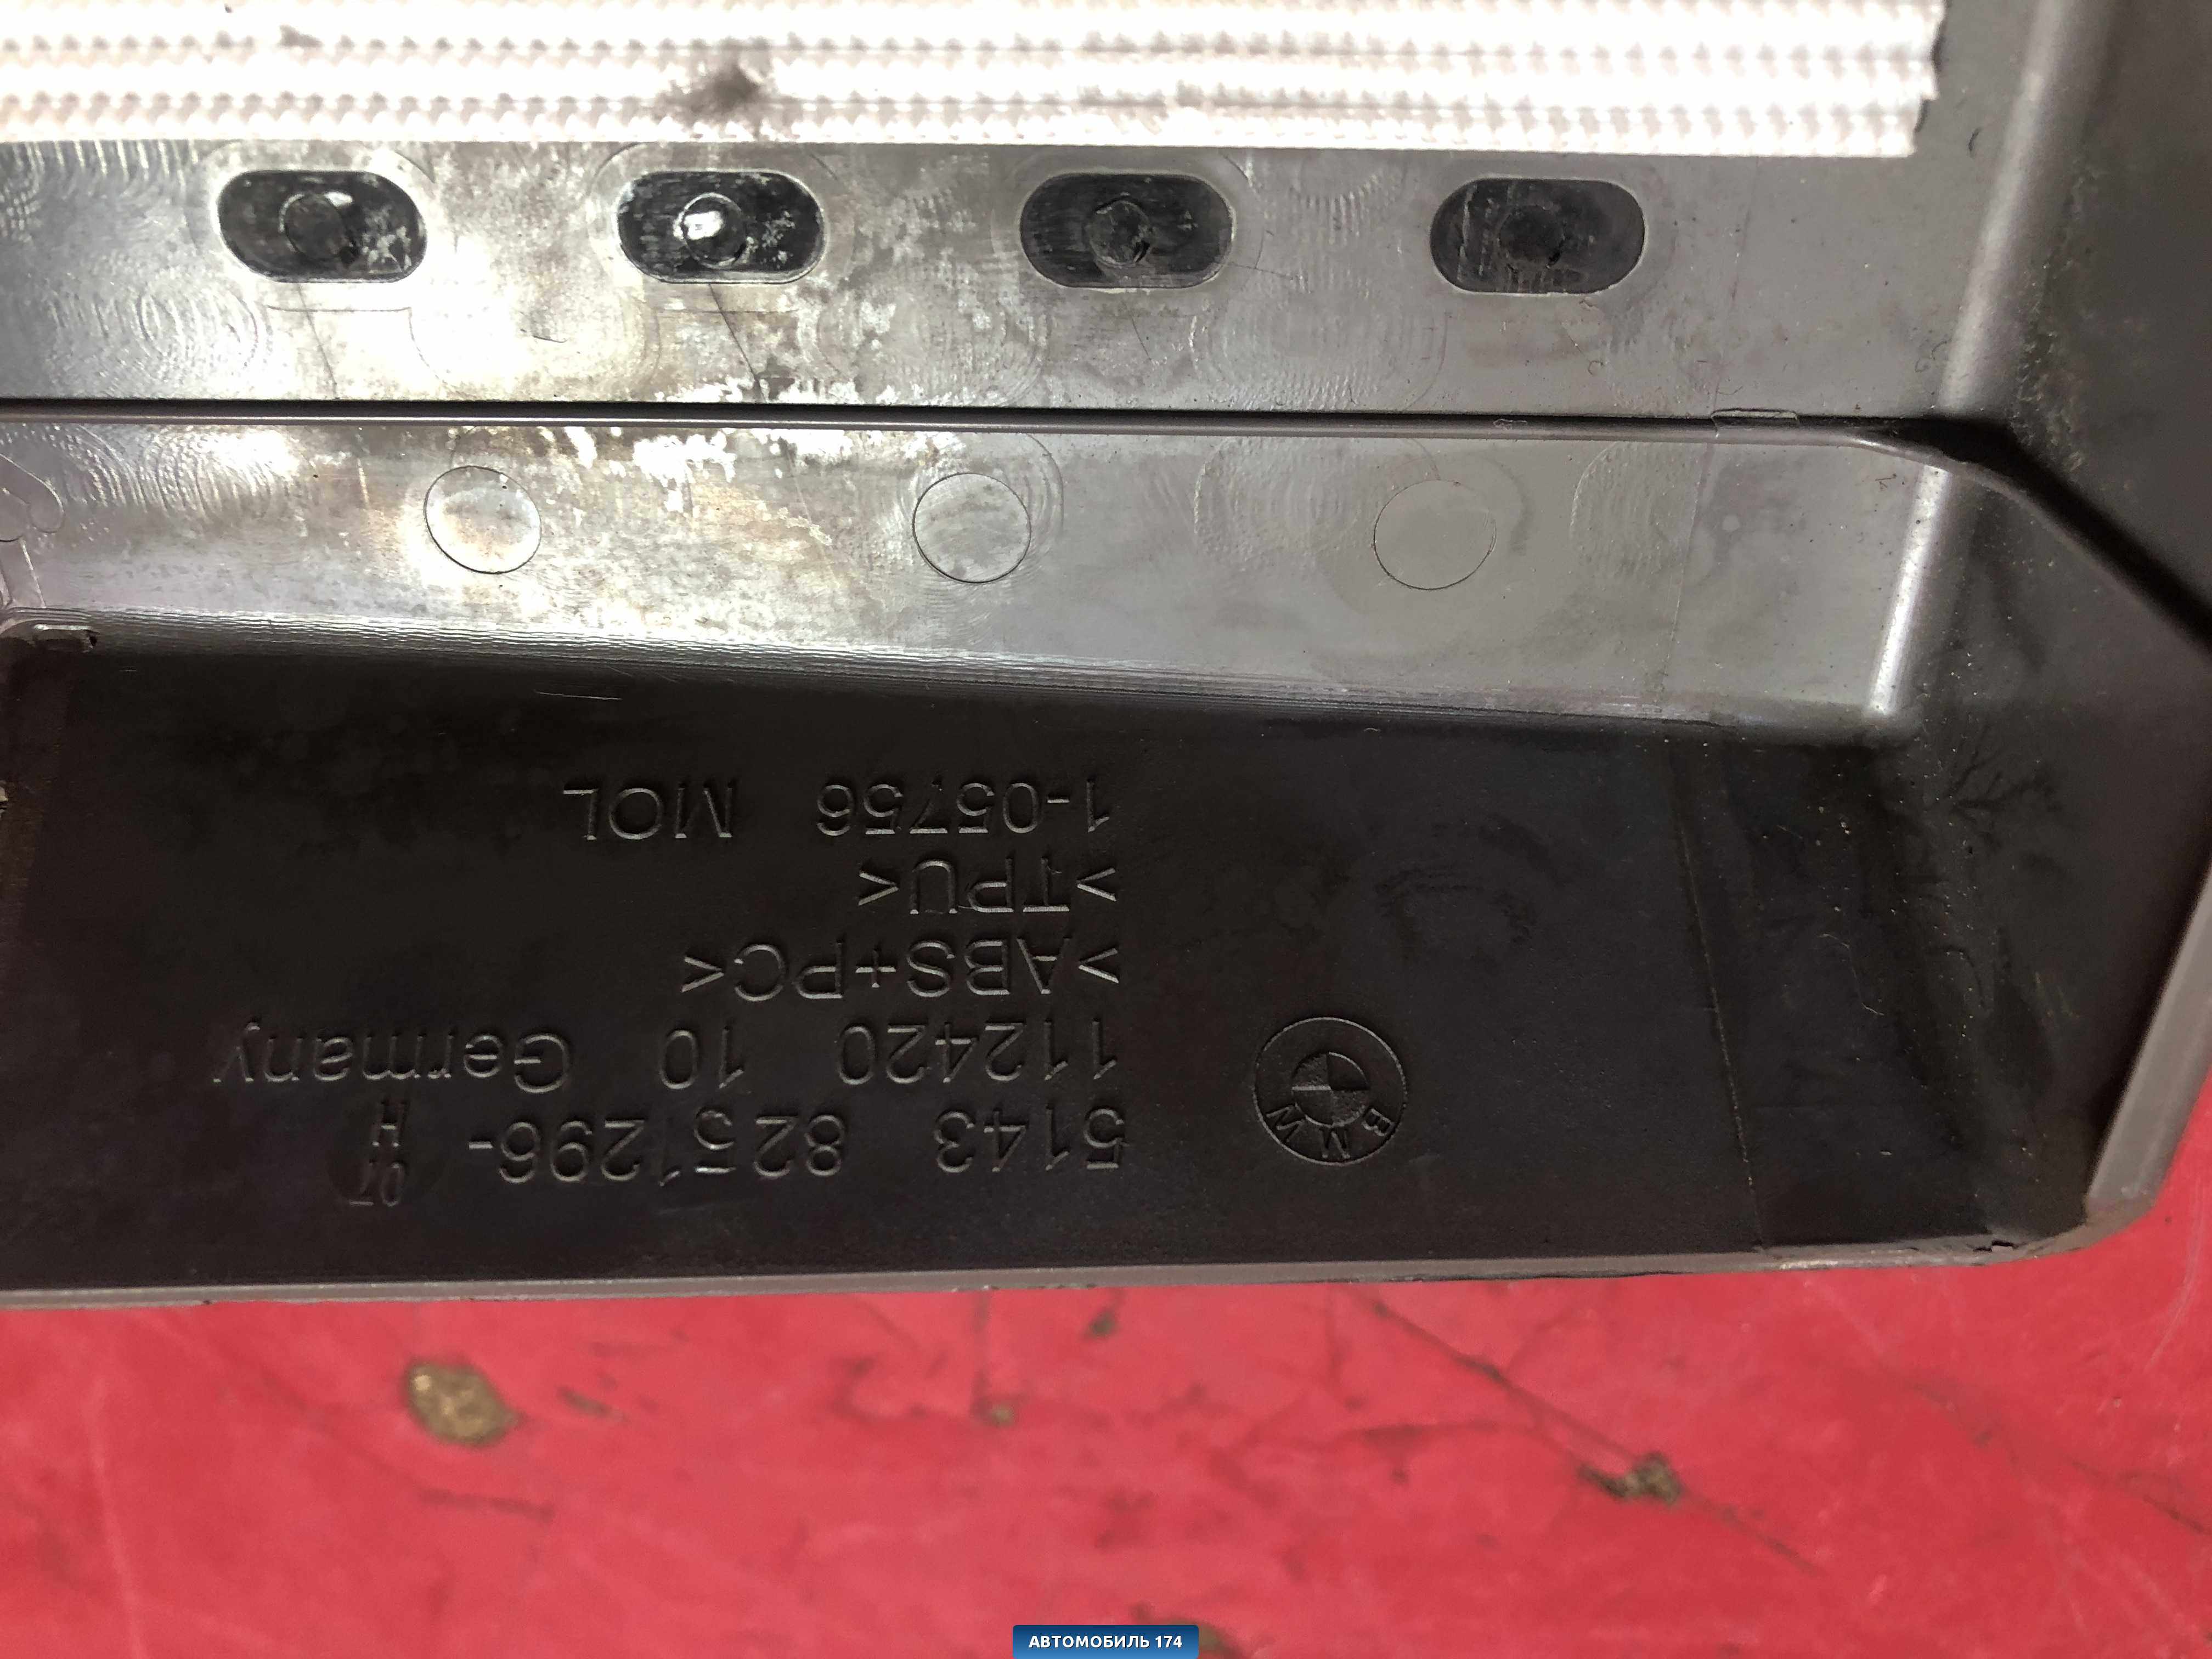 BMW
5143 8251296-
07
H
112420 10 Germany
>ABS+PC<
>TPU<
1-05756 MOL
АВТОМОБИЛЬ 174